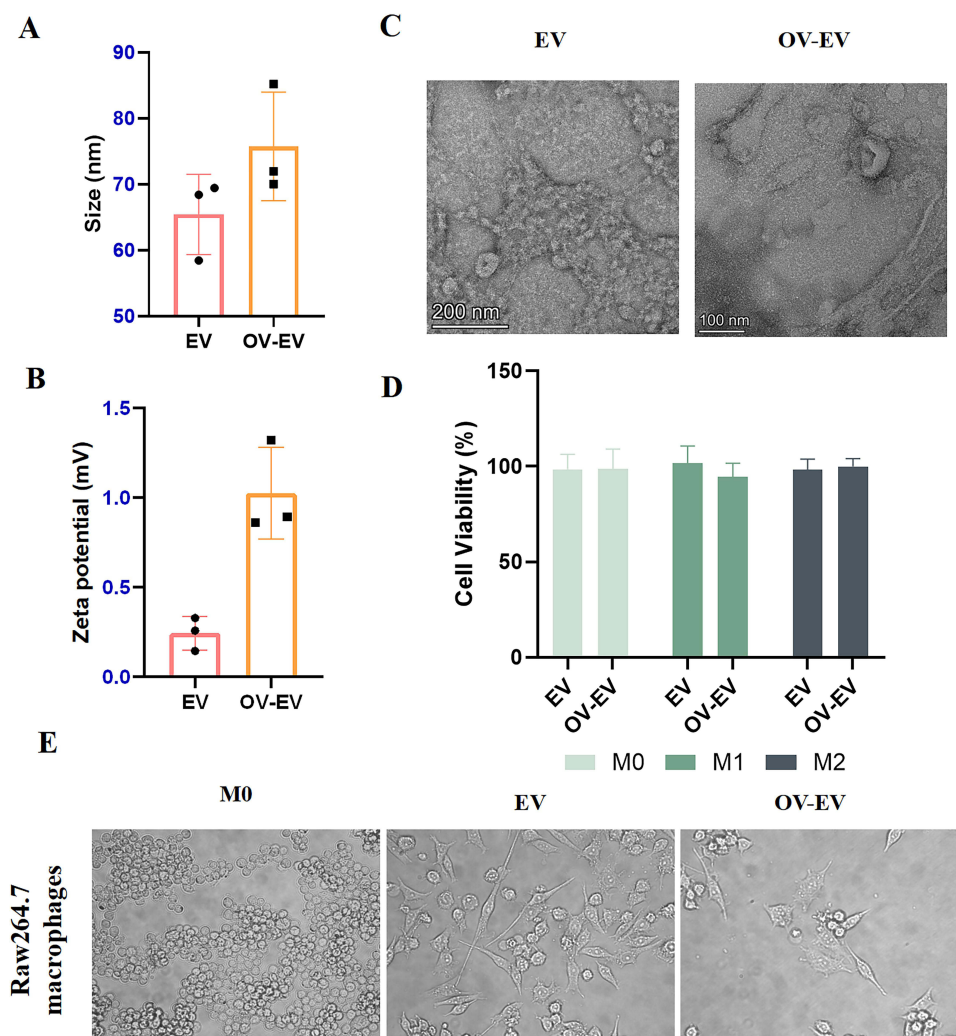 A
90
80
70
60
50
Size (nm)
EV
OV-EV
B
1.5
1.0
0.5
0.0
Zeta potential (mV)
EV
OV-EV
C
EV
OV-EV
200 nm
100 nm
D
150
100
50
0
Cell Viability (%)
EV
OV-EV
EV
OV-EV
EV
OV-EV
M0
M1
M2
E
M0
EV
OV-EV
Raw264.7
macrophages